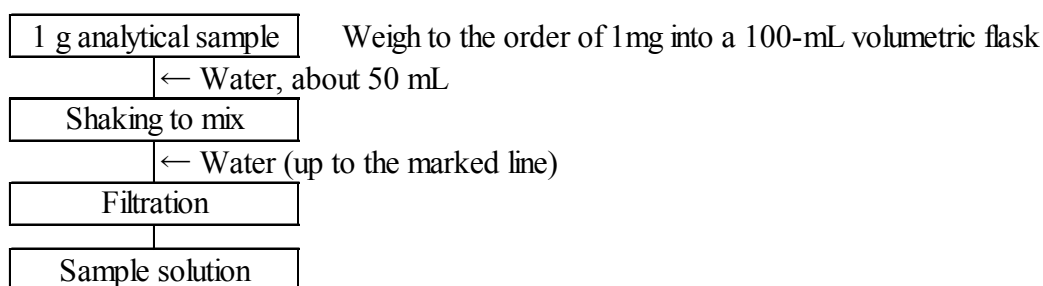 1 g analytical sample Weigh to the order of 1mg into a 100-mL volumetric flask
← Water, about 50 mL
Shaking to mix
← Water (up to the marked line)
Filtration
Sample solution